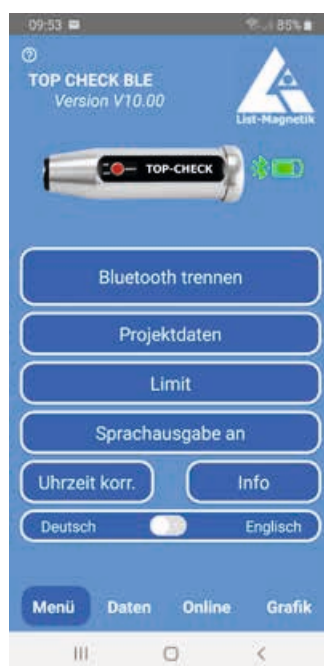 09:53 85%
TOP CHECK BLE
Version V10.00
List-Magnetik
TOP-CHECK
Bluetooth trennen
Projektdaten
Limit
Sprachausgabe an
Uhrzeit korr. Info
Deutsch Englisch
Menü Daten Online Grafik